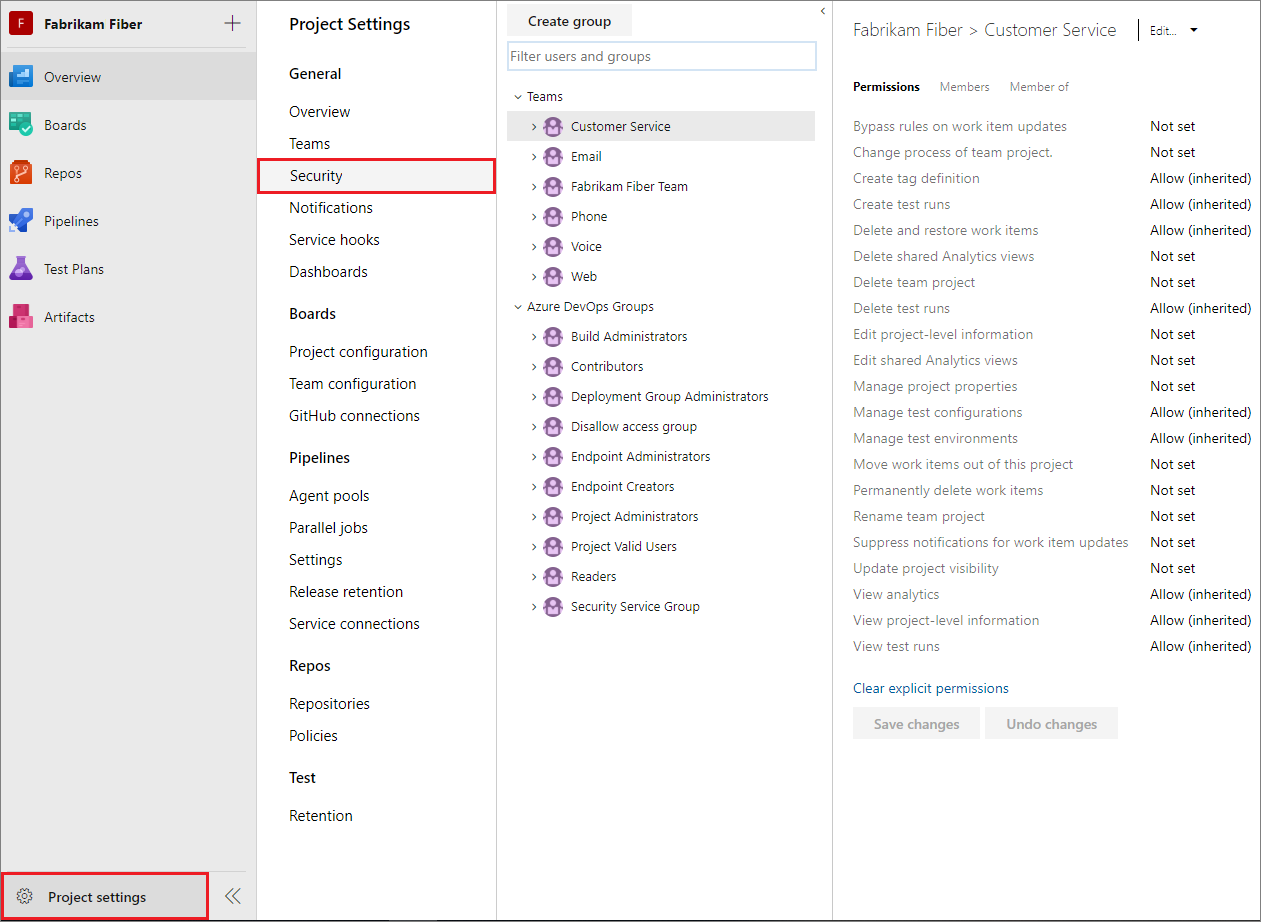 F Fabrikam Fiber
Overview
Boards
Repos
Pipelines
Test Plans
Artifacts
Project settings
Project Settings
General
Overview
Teams
Security
Notifications
Service hooks
Dashboards
Boards
Project configuration
Team configuration
GitHub connections
Pipelines
Agent pools
Parallel jobs
Settings
Release retention
Service connections
Repos
Repositories
Policies
Test
Retention
Create group
Filter users and groups
Teams
Customer Service
Email
Fabrikam Fiber Team
Phone
Voice
Web
Azure DevOps Groups
Build Administrators
Contributors
Deployment Group Administrators
Disallow access group
Endpoint Administrators
Endpoint Creators
Project Administrators
Project Valid Users
Readers
Security Service Group
Fabrikam Fiber > Customer Service Edit...
Permissions Members Member of
Bypass rules on work item updates Not set
Change process of team project. Not set
Create tag definition Allow (inherited)
Create test runs Allow (inherited)
Delete and restore work items Allow (inherited)
Delete shared Analytics views Not set
Delete team project Not set
Delete test runs Allow (inherited)
Edit project-level information Not set
Edit shared Analytics views Not set
Manage project properties Not set
Manage test configurations Allow (inherited)
Manage test environments Allow (inherited)
Move work items out of this project Not set
Permanently delete work items Not set
Rename team project Not set
Suppress notifications for work item updates Not set
Update project visibility Not set
View analytics Allow (inherited)
View project-level information Allow (inherited)
View test runs Allow (inherited)
Clear explicit permissions
Save changes Undo changes